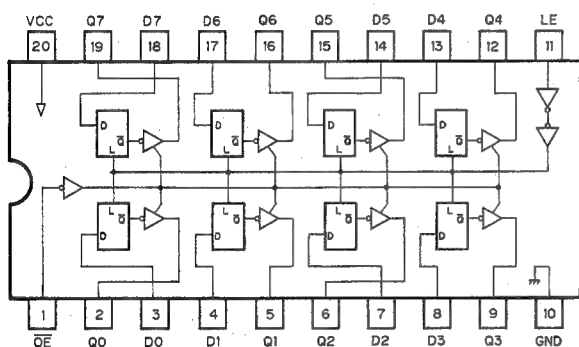 VCC Q7 D7 D6 Q6 Q5 D5 D4 Q4 LE
20 19 18 17 16 15 14 13 12 11
D Q̅ D Q̅ D Q̅ D Q̅
L L L L
L L L L
D Q̅ D Q̅ D Q̅ D Q̅
1 2 3 4 5 6 7 8 9 10
O̅E̅ Q0 D0 D1 Q1 Q2 D2 D3 Q3 GND